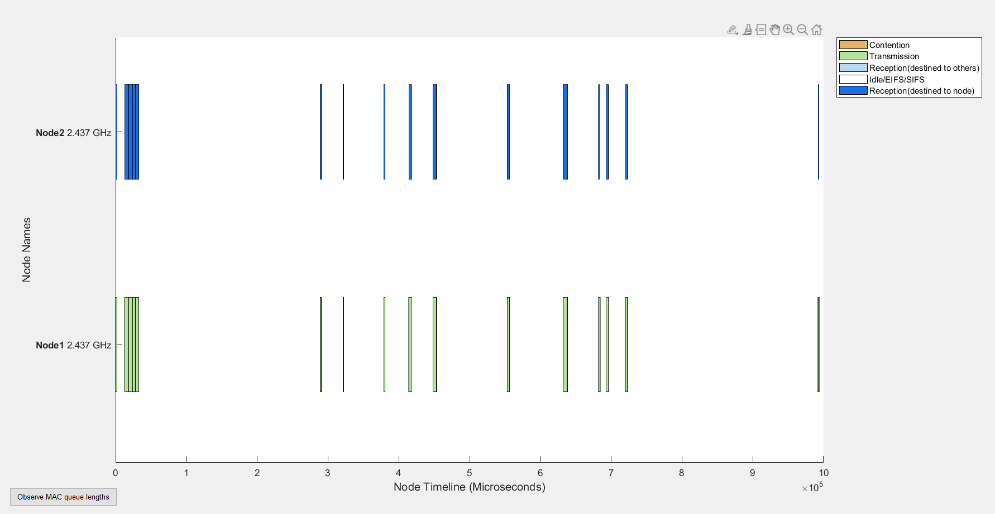 Contention
Transmission
Reception(destined to others)
Idle/EIFS/SIFS
Reception(destined to node)
Node Names
Node2 2.437 GHz
Node1 2.437 GHz
0 1 2 3 4 5 6 7 8 9 10
Node Timeline (Microseconds)
×10⁵
Observe MAC queue lengths